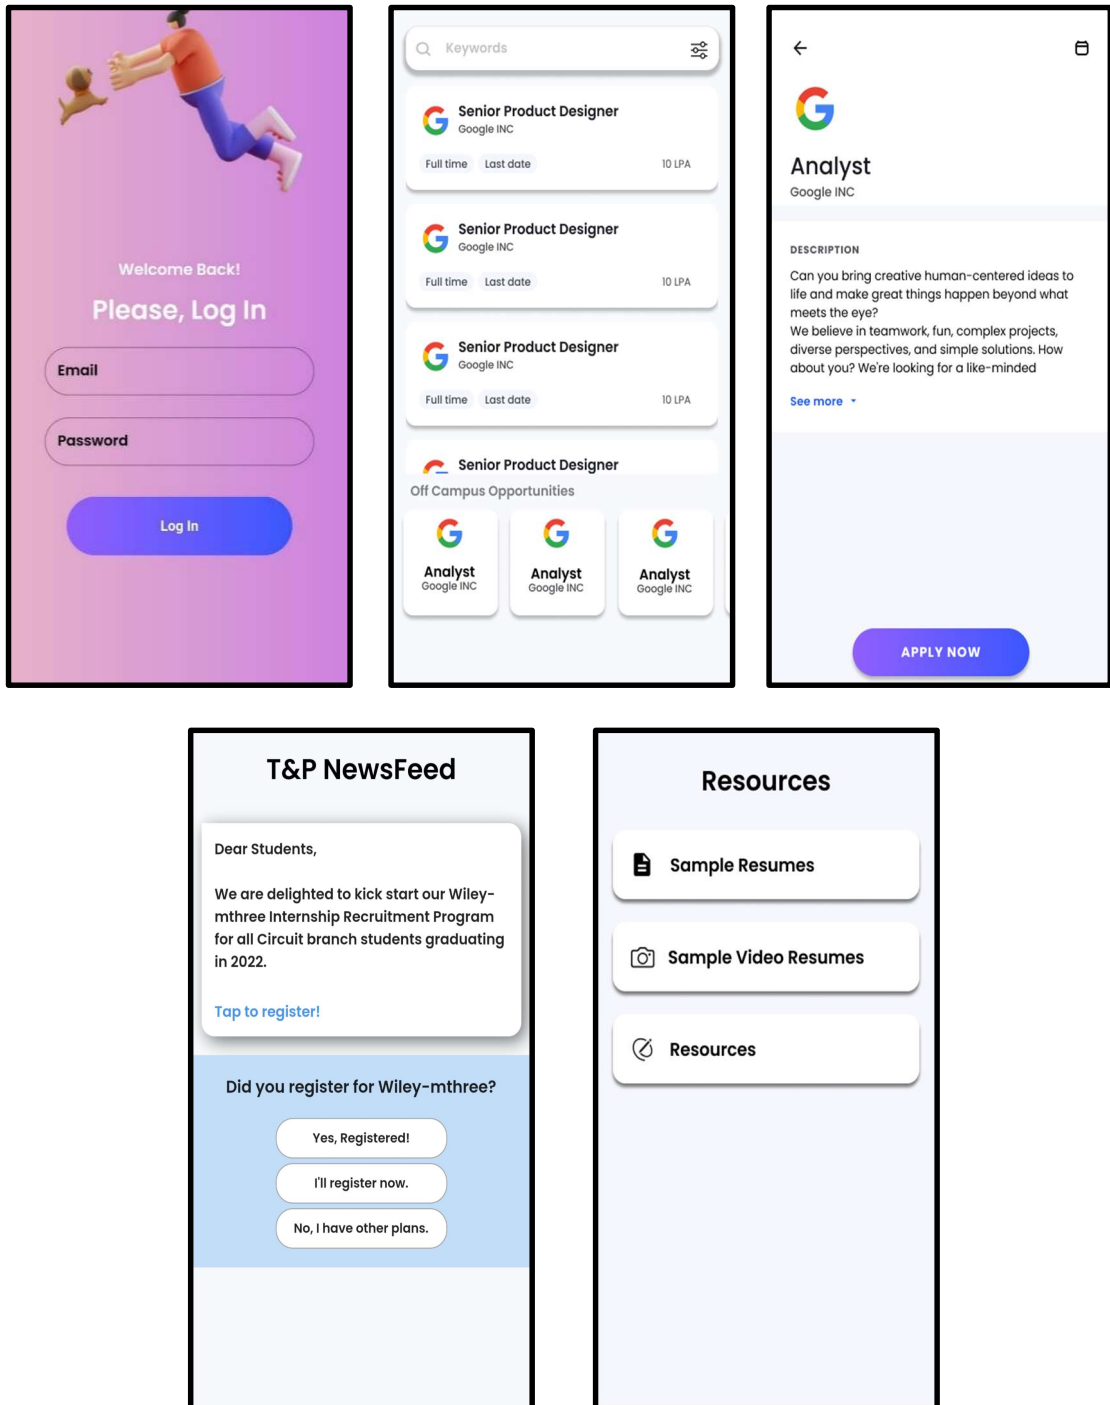 Welcome Back!
Please, Log In
Email
Password
Log In
Keywords
Senior Product Designer
Google INC
Full time Last date 10 LPA
Senior Product Designer
Google INC
Full time Last date 10 LPA
Senior Product Designer
Google INC
Full time Last date 10 LPA
Senior Product Designer
Off Campus Opportunities
Analyst Analyst Analyst
Google INC Google INC Google INC
Analyst
Google INC
DESCRIPTION
Can you bring creative human-centered ideas to
life and make great things happen beyond what
meets the eye?
We believe in teamwork, fun, complex projects,
diverse perspectives, and simple solutions. How
about you? We're looking for a like-minded
See more
APPLY NOW
T&P NewsFeed
Dear Students,
We are delighted to kick start our Wiley-
mthree Internship Recruitment Program
for all Circuit branch students graduating
in 2022.
Tap to register!
Did you register for Wiley-mthree?
Yes, Registered!
I'll register now.
No, I have other plans.
Resources
Sample Resumes
Sample Video Resumes
Resources